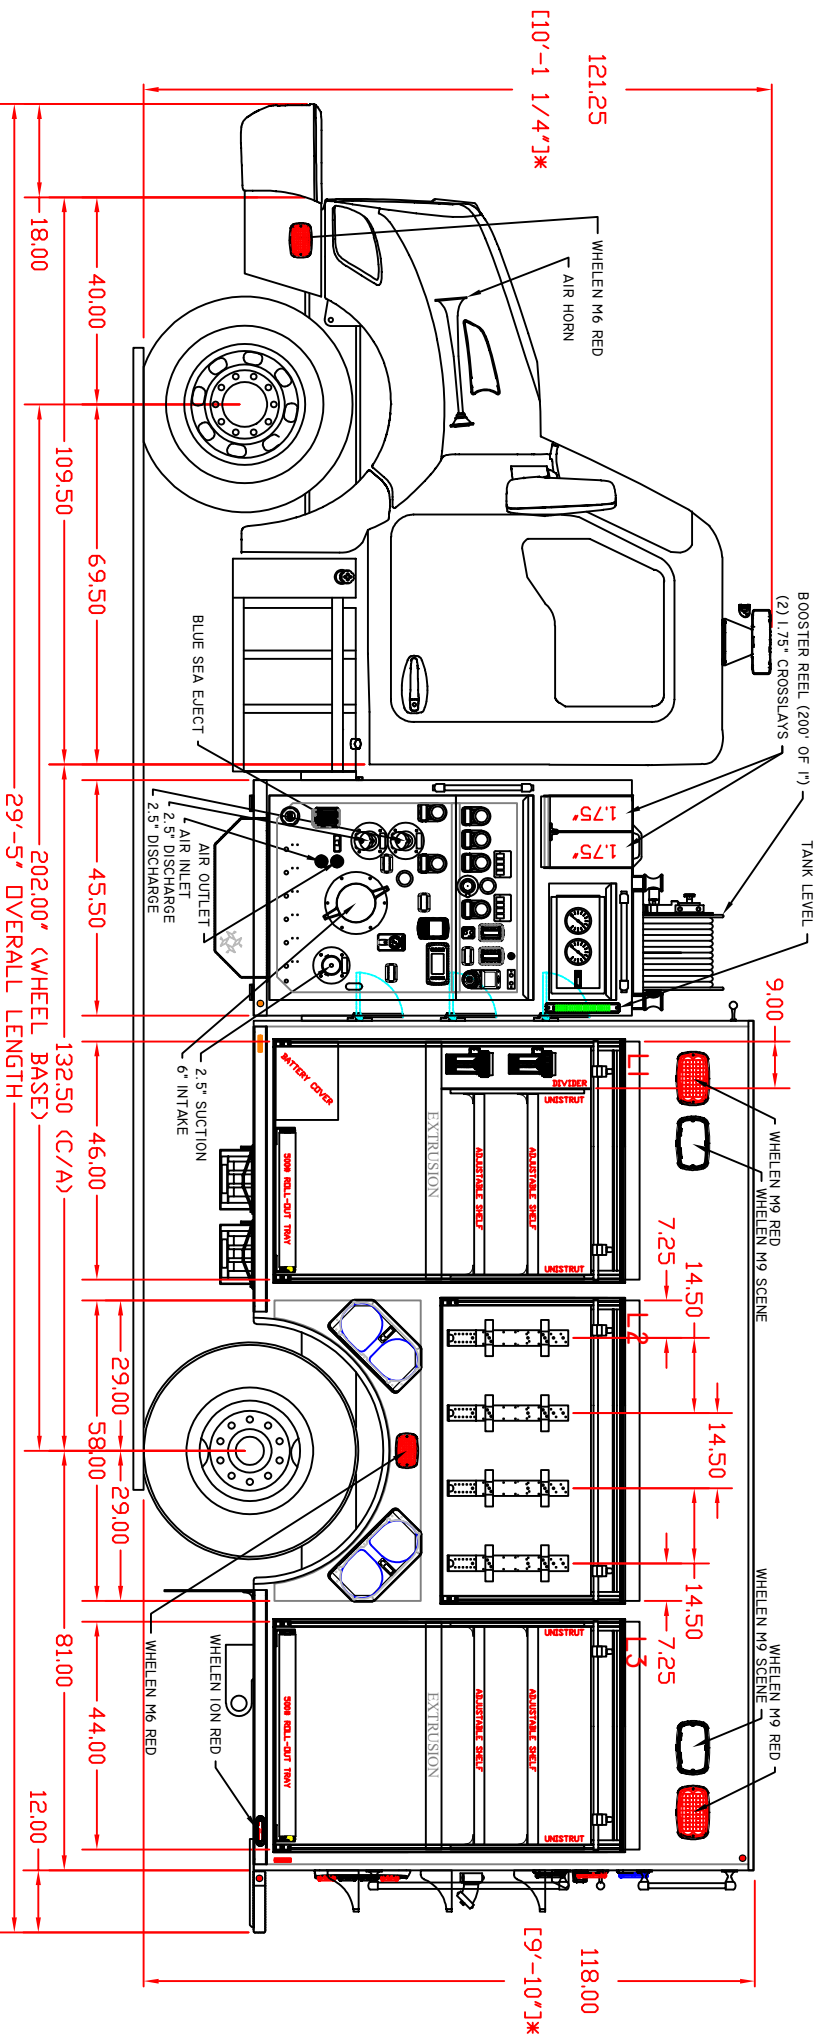 121.25
[10'-1 1/4"]*
18.00
40.00
109.50
69.50
202.00" (WHEEL BASE)
29'-5" OVERALL LENGTH
132.50 (C/A)
45.50
46.00
29.00
58.00
29.00
81.00
44.00
12.00
118.00
[9'-10"]*
WHELEN M6 RED
AIR HORN
BOOSTER REEL (200' OF 1")
(2) 1.75" CROSSLAYS
TANK LEVEL
9.00
BLUE SEA EJECT
2.5" DISCHARGE
2.5" DISCHARGE
AIR INLET
AIR OUTLET
6" INTAKE
2.5" SUCTION
1.75"
1.75"
WHELEN M9 RED
WHELEN M9 SCENE
7.25
14.50
14.50
14.50
7.25
WHELEN M9 SCENE
WHELEN M9 RED
L1
DIVIDER
UNISTRUT
ADJUSTABLE SHELF
ADJUSTABLE SHELF
EXTRUSION
BATTERY COVER
500# ROLL-OUT TRAY
UNISTRUT
L2
L3
UNISTRUT
ADJUSTABLE SHELF
ADJUSTABLE SHELF
EXTRUSION
500# ROLL-OUT TRAY
UNISTRUT
WHELEN M6 RED
WHELEN ION RED